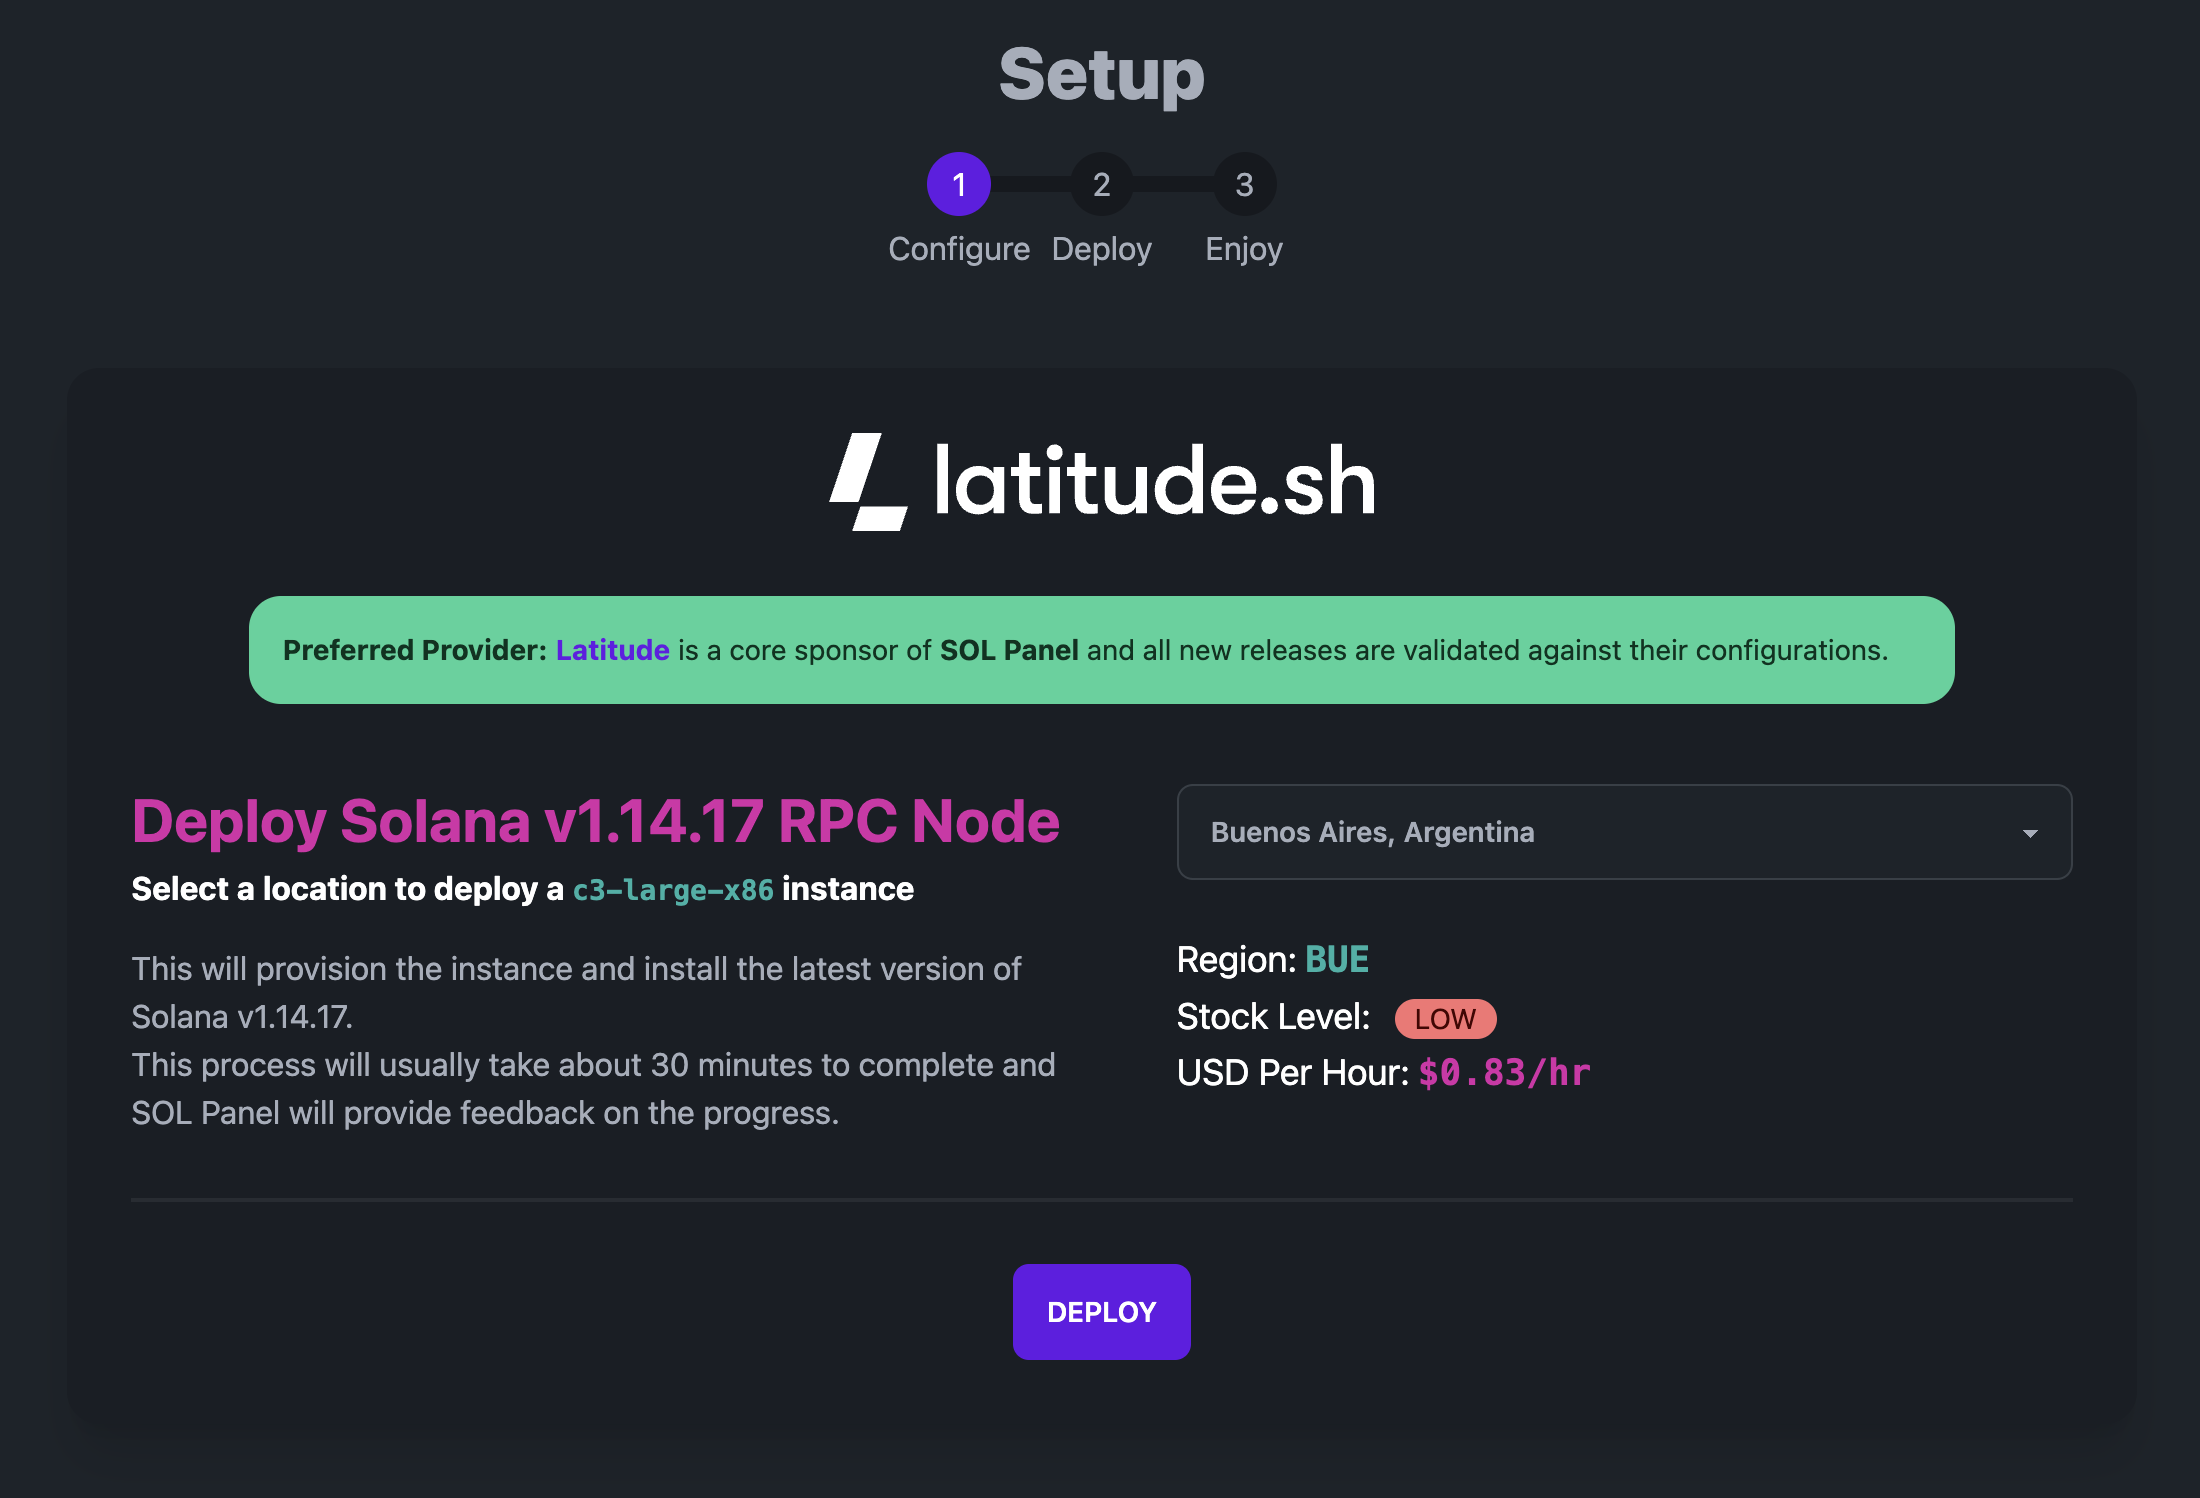 Setup
1 2 3
Configure Deploy Enjoy
latitude.sh
Preferred Provider: Latitude is a core sponsor of SOL Panel and all new releases are validated against their configurations.
Deploy Solana v1.14.17 RPC Node
Select a location to deploy a c3-large-x86 instance
This will provision the instance and install the latest version of
Solana v1.14.17.
This process will usually take about 30 minutes to complete and
SOL Panel will provide feedback on the progress.
Buenos Aires, Argentina
Region: BUE
Stock Level: LOW
USD Per Hour: $0.83/hr
DEPLOY